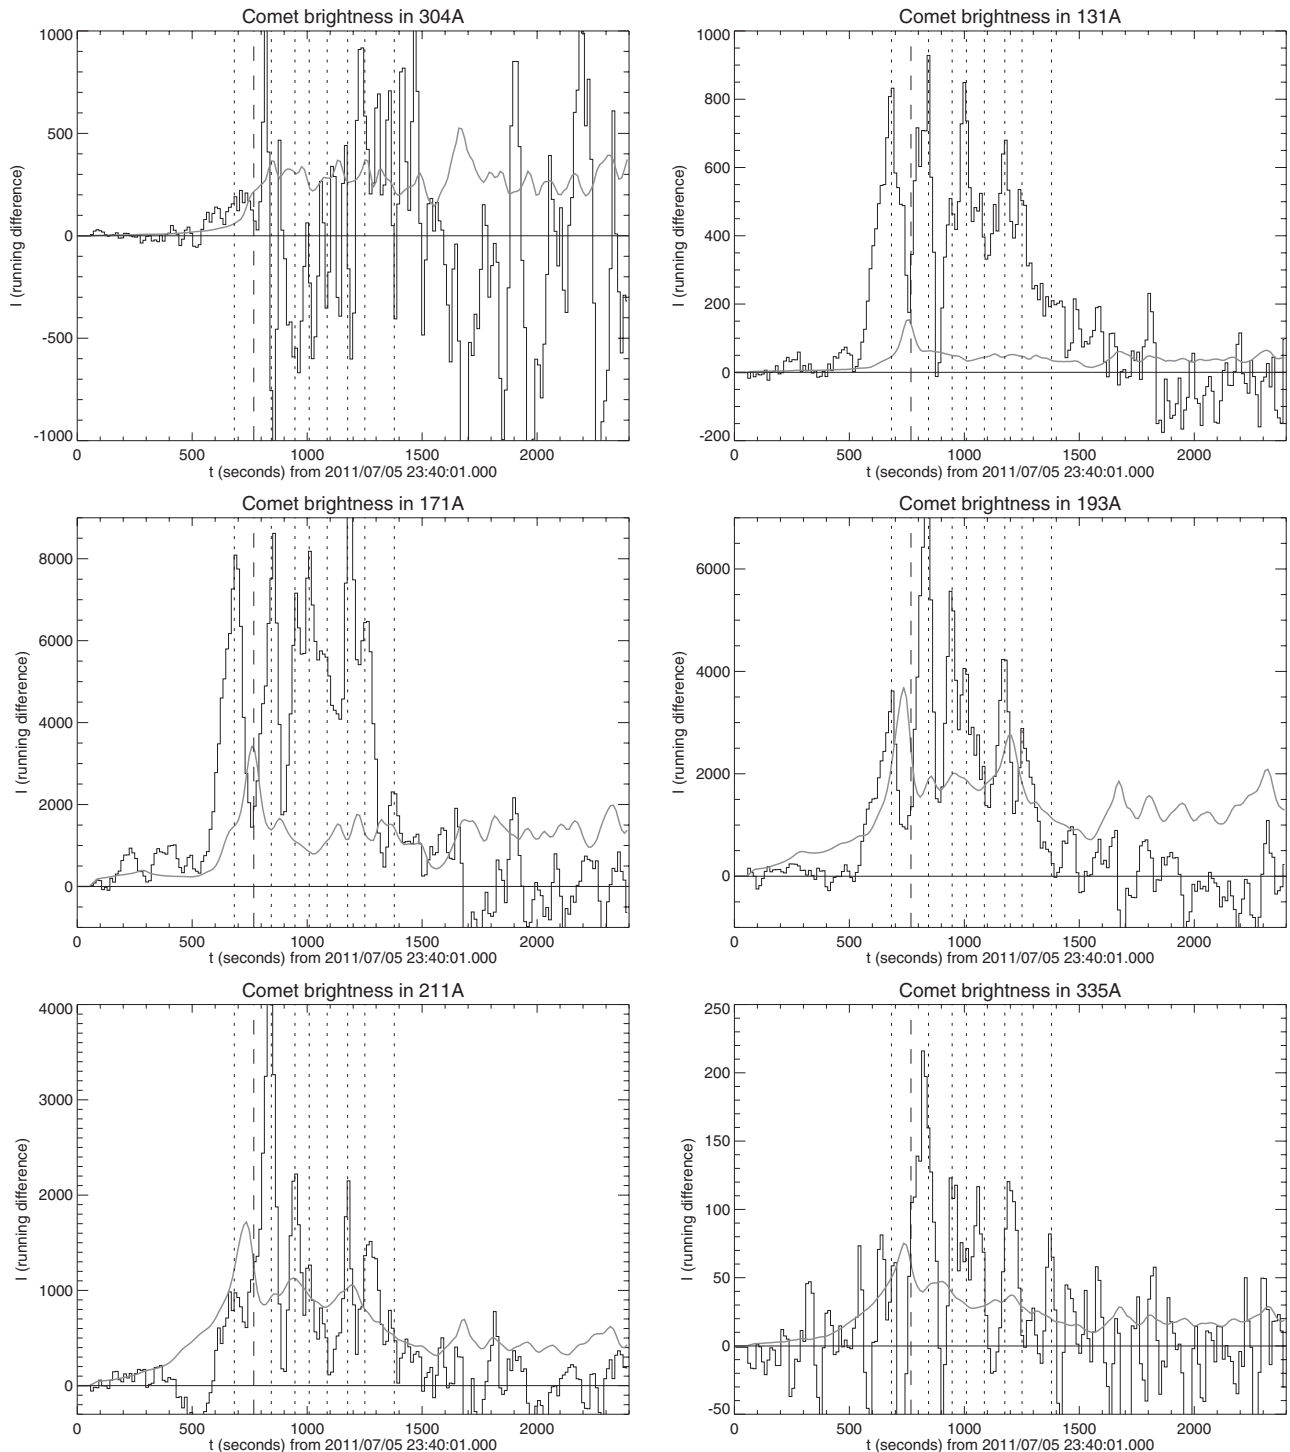 Comet brightness in 304A
1000
500
0
-500
-1000
I (running difference)
0 500 1000 1500 2000
t (seconds) from 2011/07/05 23:40:01.000
Comet brightness in 131A
1000
800
600
400
200
0
-200
I (running difference)
0 500 1000 1500 2000
t (seconds) from 2011/07/05 23:40:01.000
Comet brightness in 171A
8000
6000
4000
2000
0
I (running difference)
0 500 1000 1500 2000
t (seconds) from 2011/07/05 23:40:01.000
Comet brightness in 193A
6000
4000
2000
0
I (running difference)
0 500 1000 1500 2000
t (seconds) from 2011/07/05 23:40:01.000
Comet brightness in 211A
4000
3000
2000
1000
0
I (running difference)
0 500 1000 1500 2000
t (seconds) from 2011/07/05 23:40:01.000
Comet brightness in 335A
250
200
150
100
50
0
-50
I (running difference)
0 500 1000 1500 2000
t (seconds) from 2011/07/05 23:40:01.000